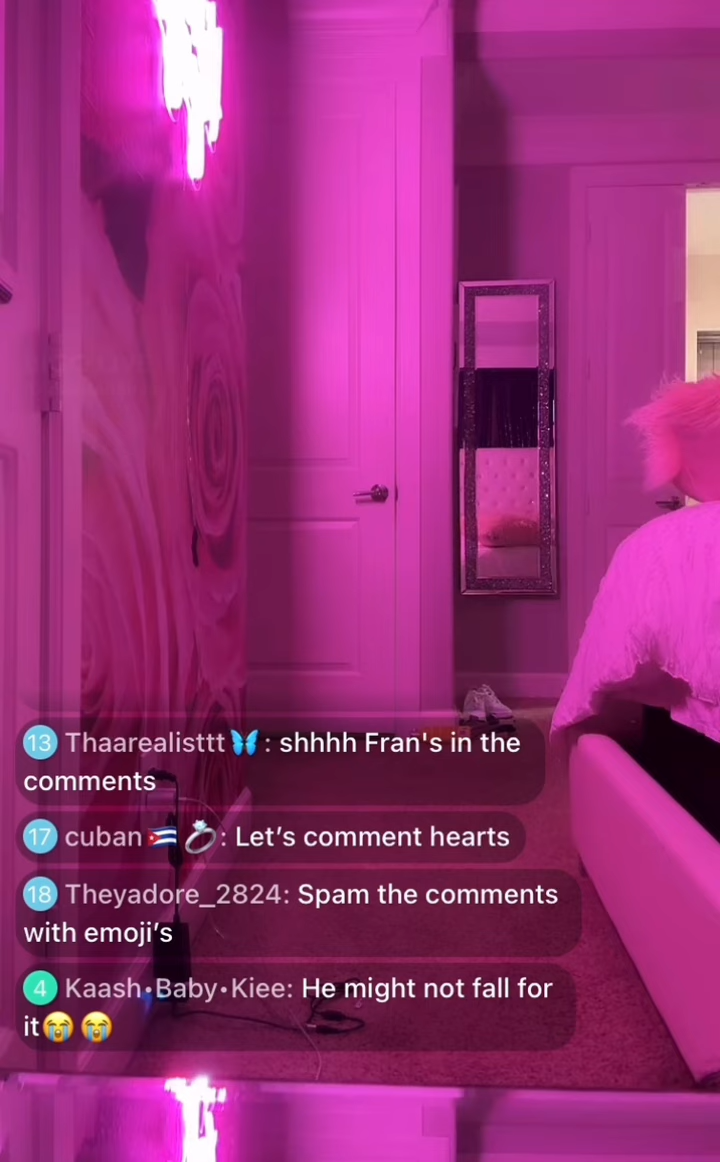 13 Thaarealisttt🦋: shhhh Fran's in the
comments
17 cuban🇨🇺💍: Let’s comment hearts
18 Theyadore_2824: Spam the comments
with emoji’s
4 Kaash•Baby•Kiee: He might not fall for
it😭😭